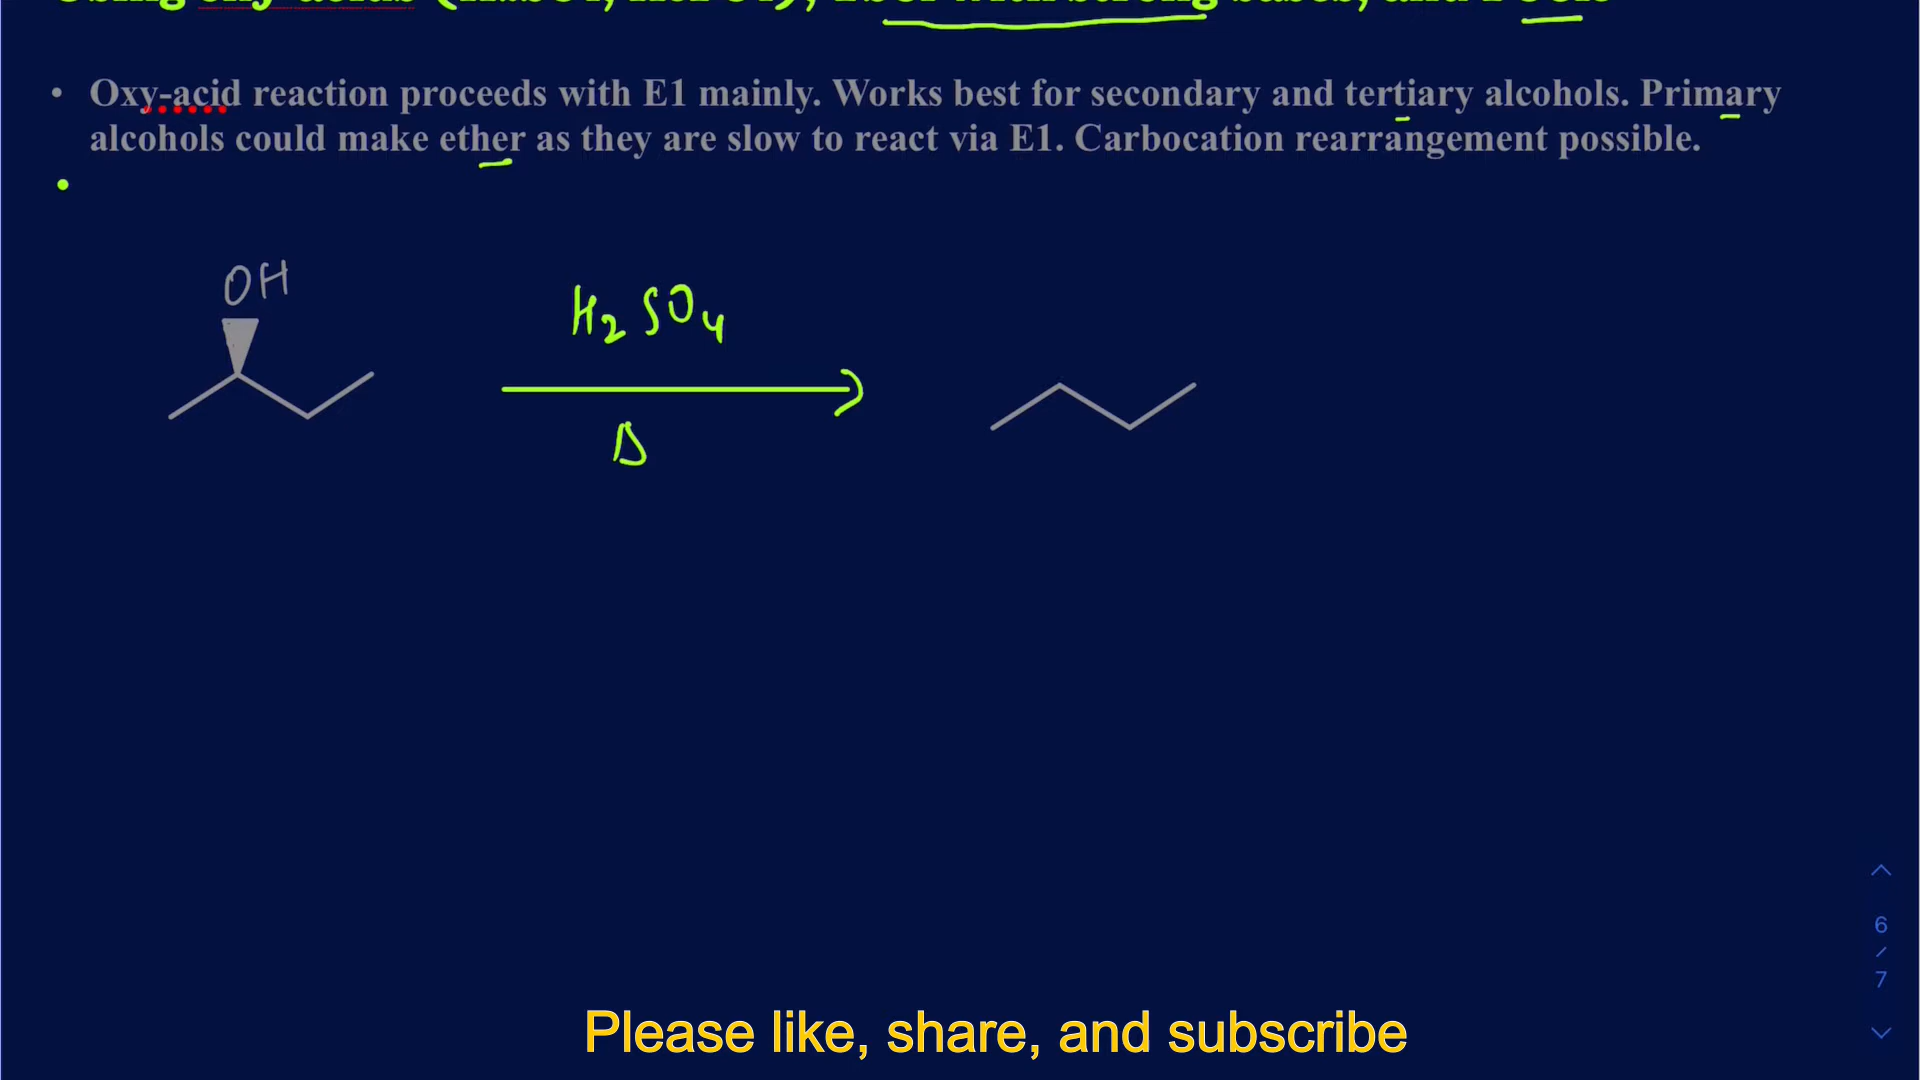 • Oxy-acid reaction proceeds with E1 mainly. Works best for secondary and tertiary alcohols. Primary
alcohols could make ether as they are slow to react via E1. Carbocation rearrangement possible.
•
OH
H₂SO₄
Δ
6
/
7
Please like, share, and subscribe